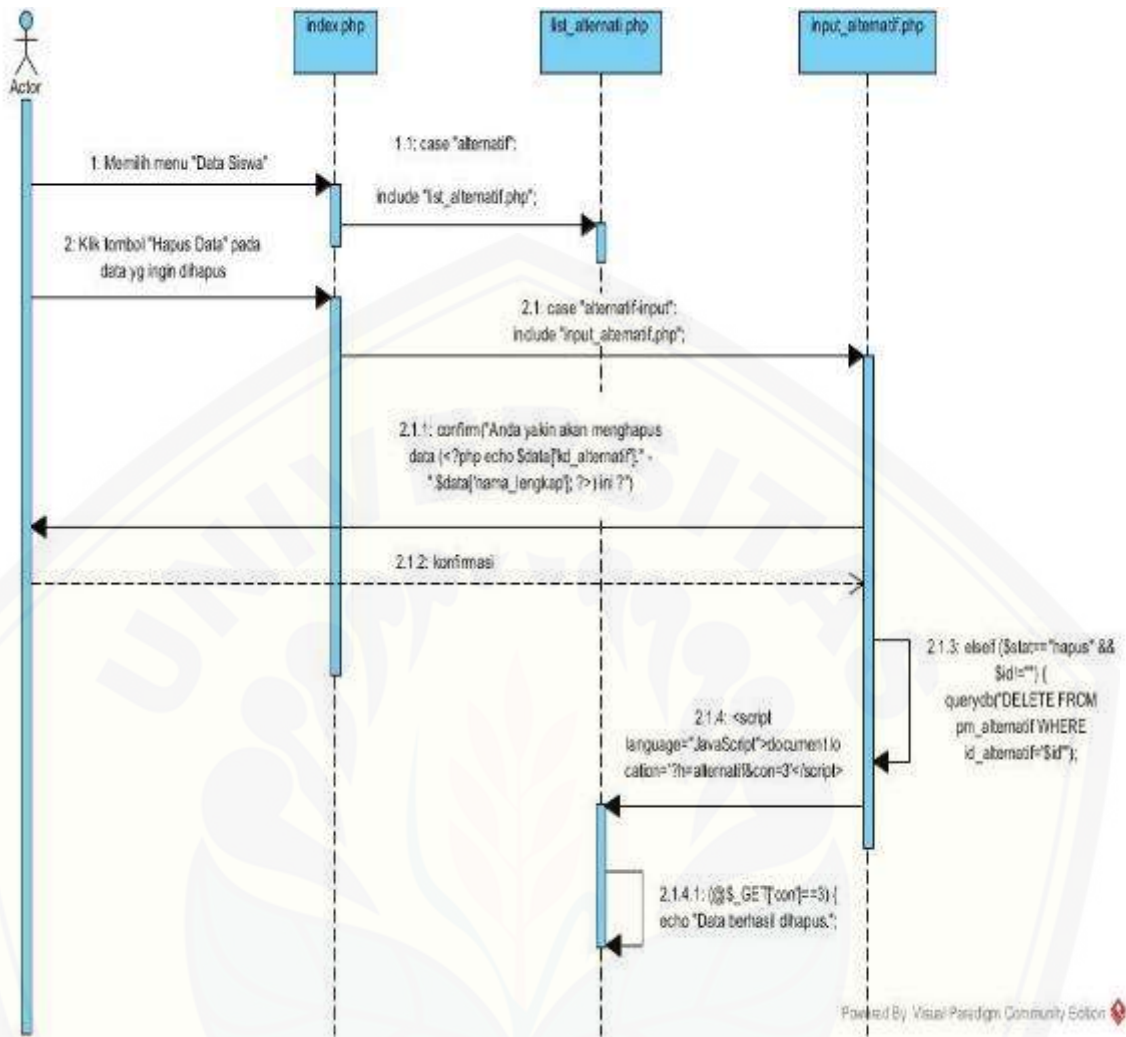 index.php
list_alternati.php
input_alternatif.php
Actor
1: Memilih menu "Data Siswa"
1.1: case "alternatif":
include "list_alternatif.php";
2: Klik tombol "Hapus Data" pada
data yg ingin dihapus
2.1: case "alternatif-input":
include "input_alternatif.php";
2.1.1: confirm("Anda yakin akan menghapus
data (<?php echo $data['kd_alternatif']." -
".$data['nama_lengkap']; ?>) ini ?")
2.1.2: konfirmasi
2.1.3: elseif ($stat=="hapus" &&
$id!="") {
querydb("DELETE FROM
pm_alternatif WHERE
id_alternatif='$id'");
2.1.4: <script
language="JavaScript">document.lo
cation='?h=alternatif&con=3'</script>
2.1.4.1: (@$_GET['con']==3) {
echo "Data berhasil dihapus.";
UNIVERSITAS
Powered By Visual Paradigm Community Edition